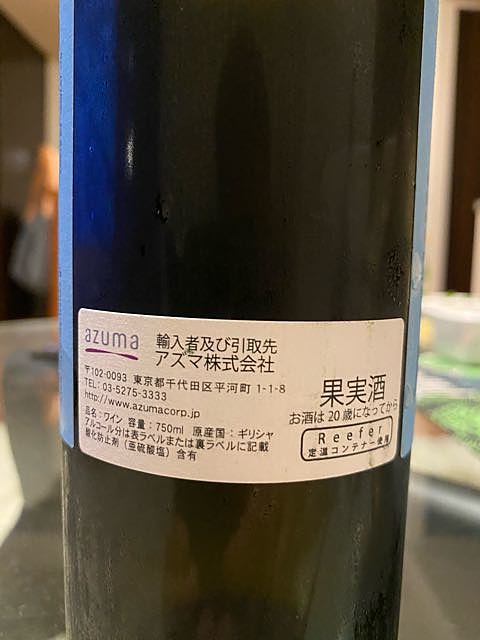 azuma
輸入者及び引取先
アズマ株式会社
〒102-0093 東京都千代田区平河町 1-1-8
TEL: 03-5275-3333
http://www.azumacorp.jp
品名:ワイン 容量:750ml 原産国:ギリシャ
アルコール分は表ラベルまたは裏ラベルに記載
酸化防止剤(亜硫酸塩)含有
果実酒
お酒は20歳になってから
Reefer
定温コンテナー使用